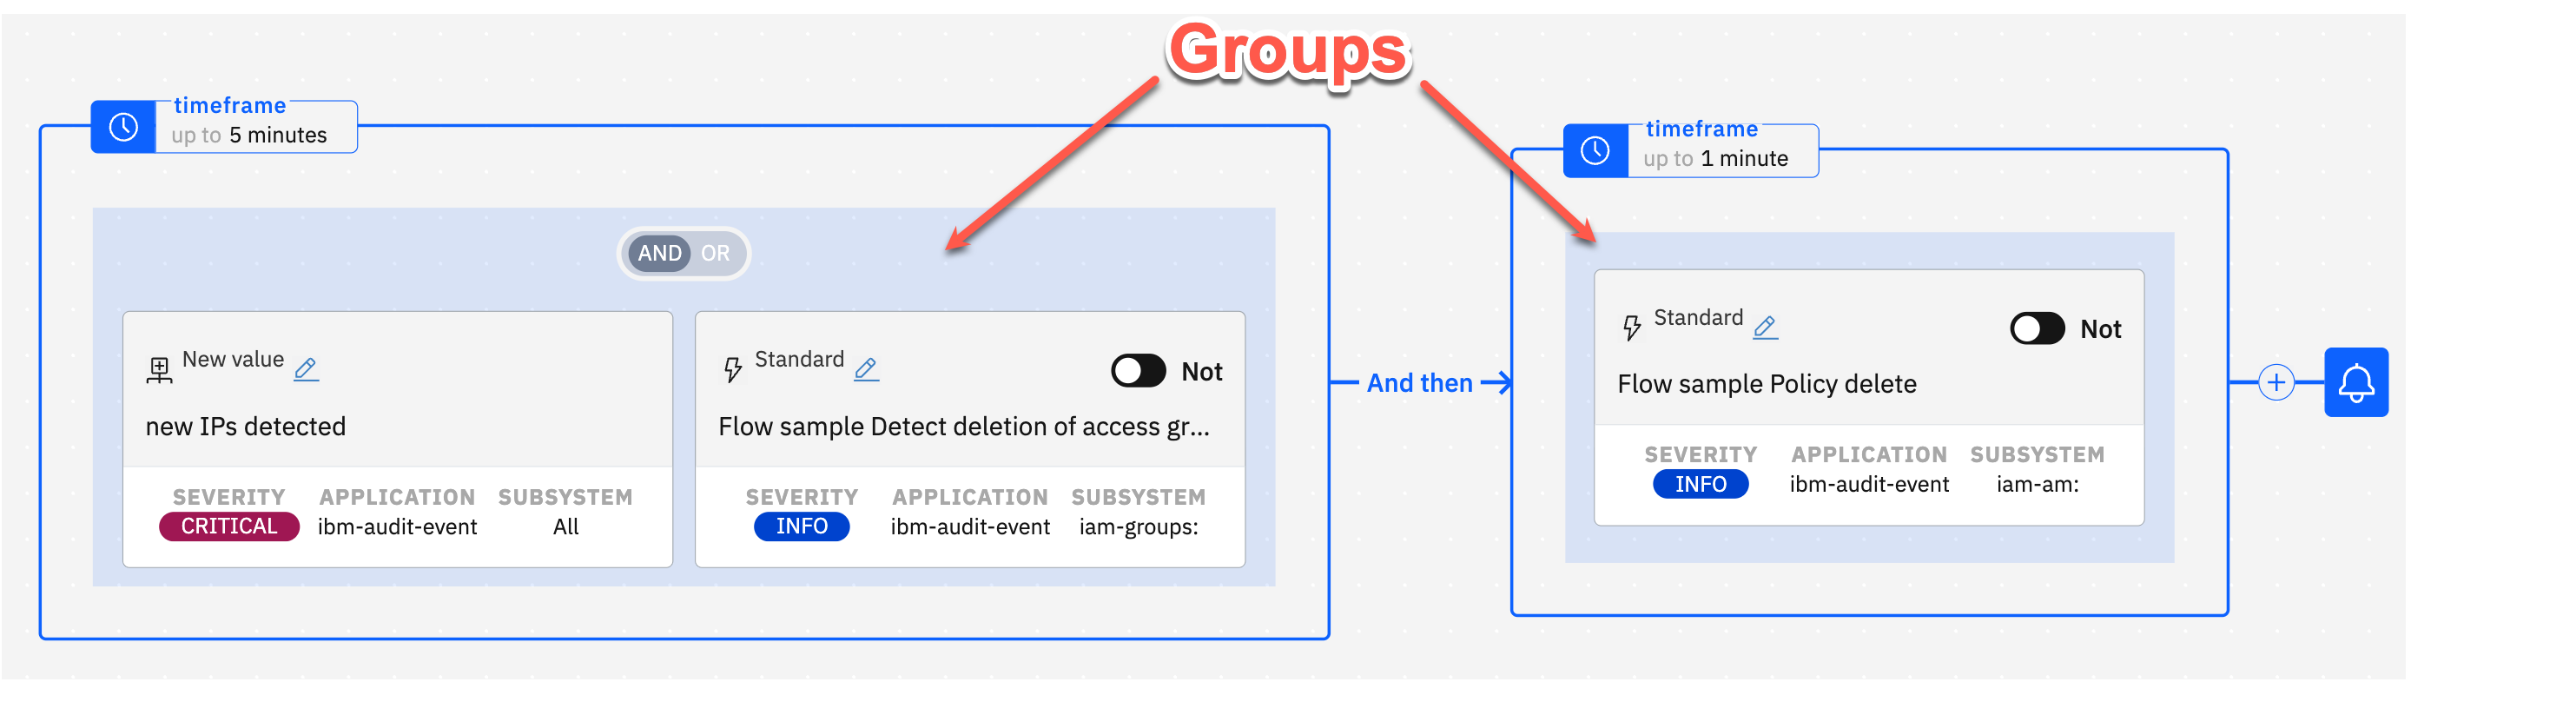 Groups
timeframe
up to 5 minutes
AND OR
New value
new IPs detected
SEVERITY APPLICATION SUBSYSTEM
CRITICAL ibm-audit-event All
Standard
Not
Flow sample Detect deletion of access gr...
SEVERITY APPLICATION SUBSYSTEM
INFO ibm-audit-event iam-groups:
And then
timeframe
up to 1 minute
Standard
Not
Flow sample Policy delete
SEVERITY APPLICATION SUBSYSTEM
INFO ibm-audit-event iam-am: